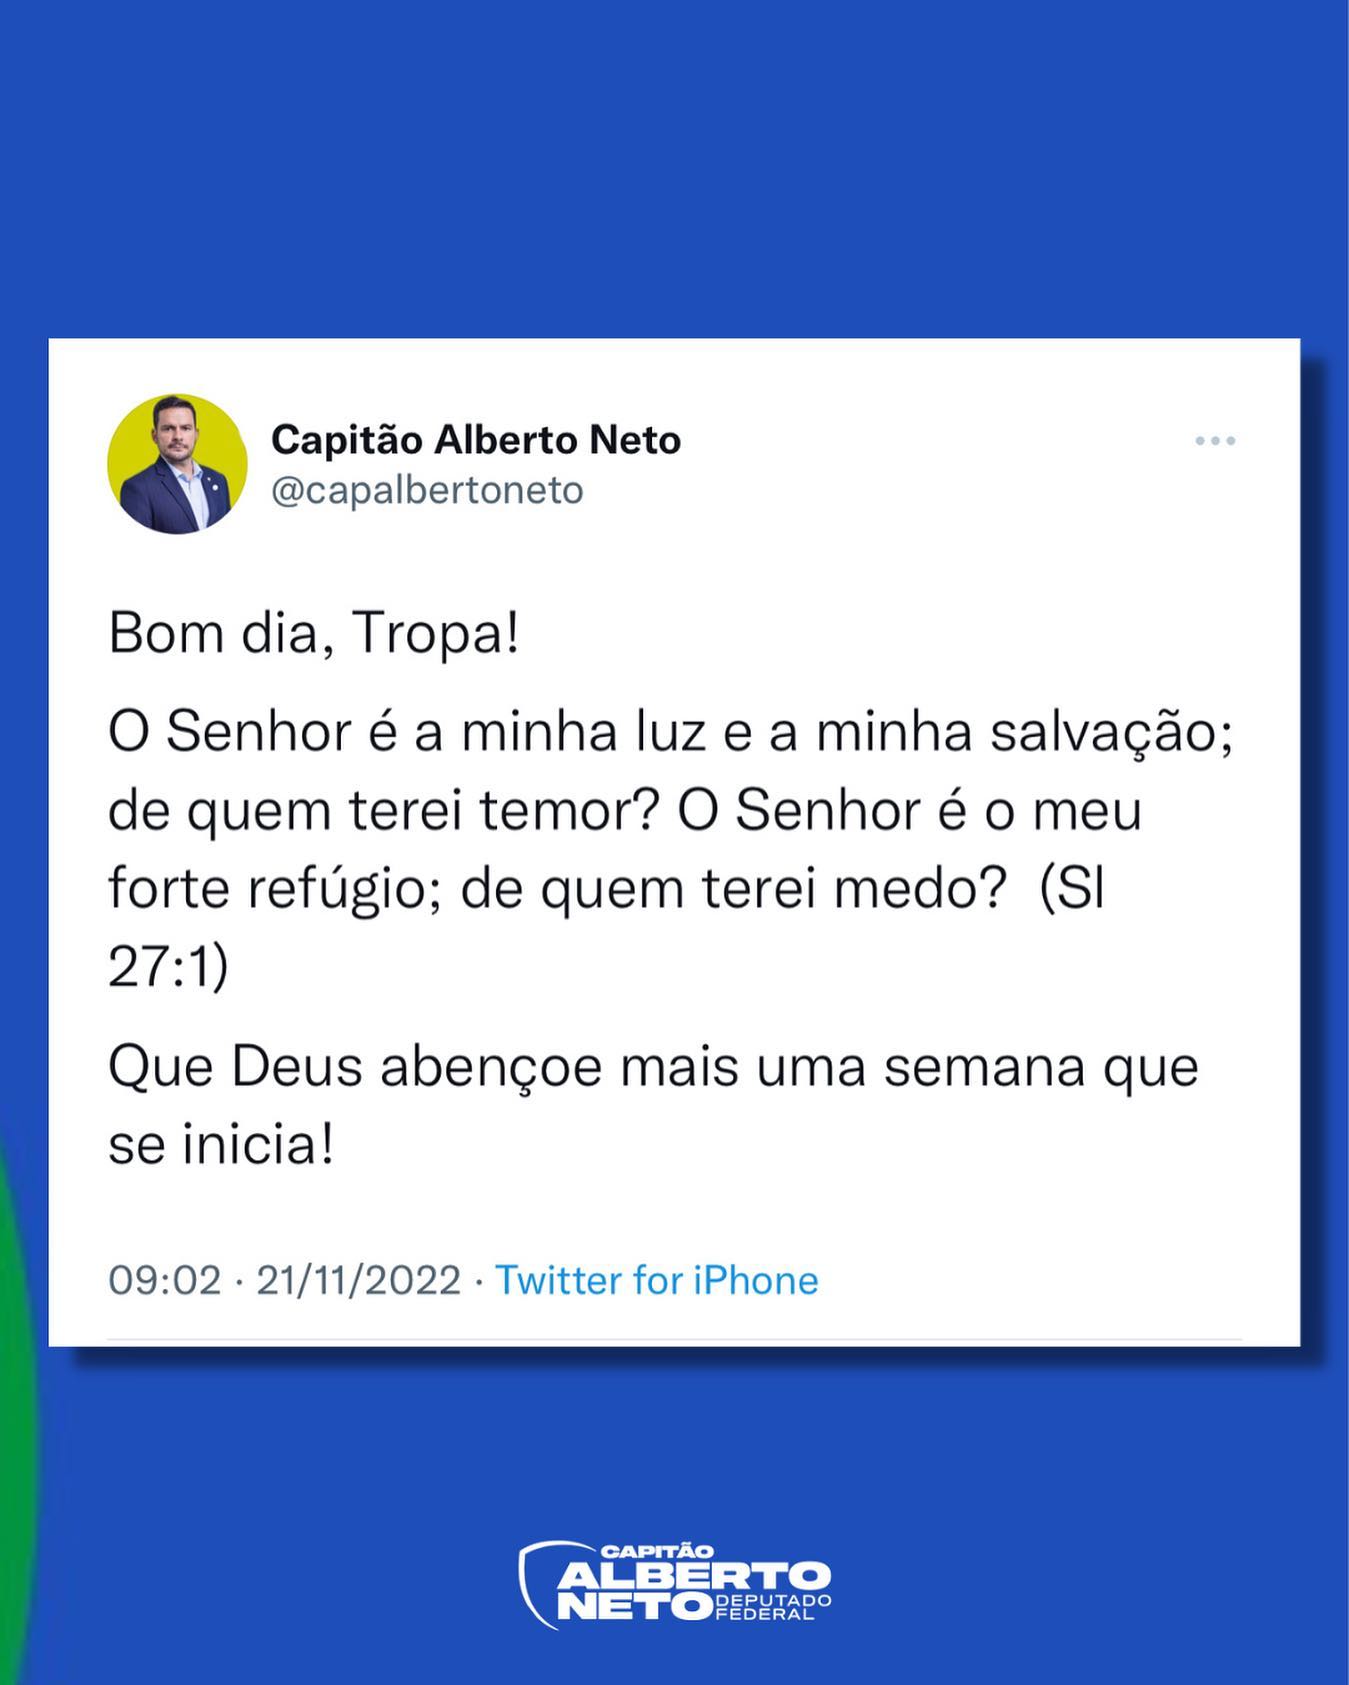 Capitão Alberto Neto
@capalbertoneto
Bom dia, Tropa!
O Senhor é a minha luz e a minha salvação;
de quem terei temor? O Senhor é o meu
forte refúgio; de quem terei medo?  (Sl
27:1)
Que Deus abençoe mais uma semana que
se inicia!
09:02 · 21/11/2022 · Twitter for iPhone
CAPITÃO
ALBERTO
NETO DEPUTADO
FEDERAL